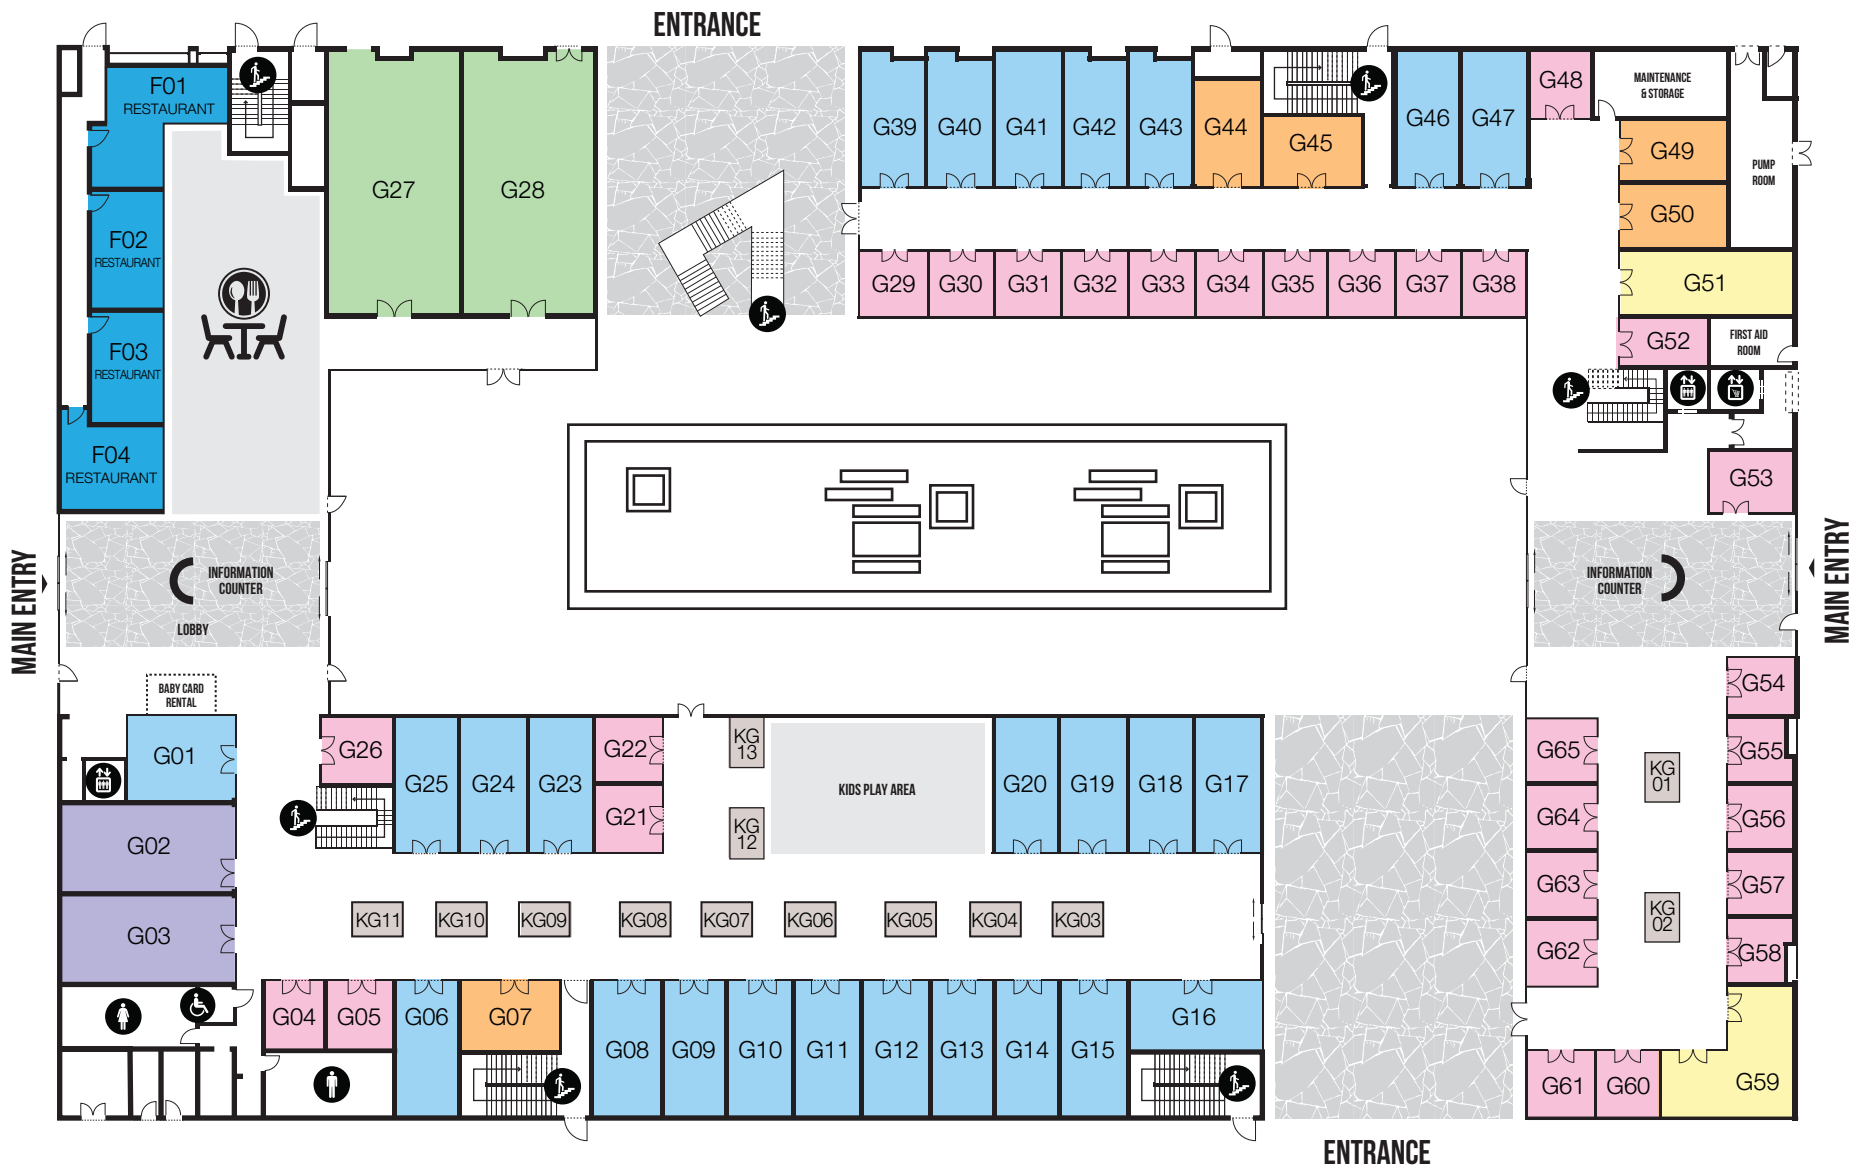 ENTRANCE
F01
RESTAURANT
F02
RESTAURANT
F03
RESTAURANT
F04
RESTAURANT
G27
G28
G39
G40
G41
G42
G43
G44
G45
G46
G47
G48
MAINTENANCE
& STORAGE
G49
G50
PUMP
ROOM
G51
G52
FIRST AID
ROOM
G53
G29
G30
G31
G32
G33
G34
G35
G36
G37
G38
MAIN ENTRY
INFORMATION
COUNTER
LOBBY
INFORMATION
COUNTER
MAIN ENTRY
BABY CARD
RENTAL
G01
G02
G03
G26
G25
G24
G23
G22
G21
KG
13
KG
12
KIDS PLAY AREA
G20
G19
G18
G17
KG11
KG10
KG09
KG08
KG07
KG06
KG05
KG04
KG03
G04
G05
G06
G07
G08
G09
G10
G11
G12
G13
G14
G15
G16
G54
G55
G56
G57
G58
G65
G64
G63
G62
KG
01
KG
02
G61
G60
G59
ENTRANCE